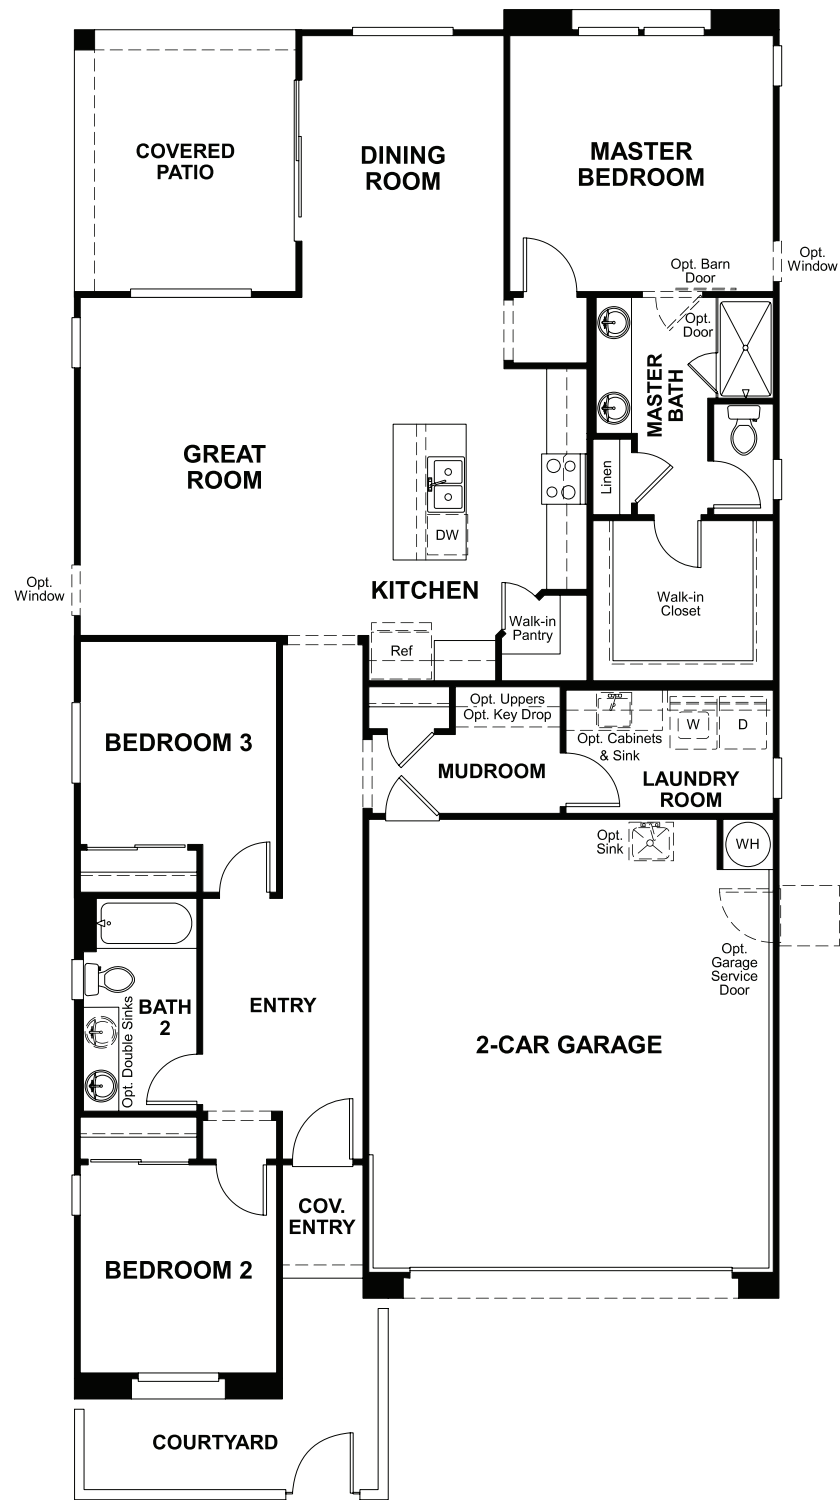 COVERED
PATIO
DINING
ROOM
MASTER
BEDROOM
Opt.
Window
Opt. Barn
Door
Opt.
Door
MASTER
BATH
GREAT
ROOM
Linen
DW
Opt.
Window
KITCHEN
Walk-in
Closet
Walk-in
Pantry
Ref
Opt. Uppers
Opt. Key Drop
W
D
Opt. Cabinets
& Sink
BEDROOM 3
MUDROOM
LAUNDRY
ROOM
Opt.
Sink
WH
Opt.
Garage
Service
Door
BATH
2
Opt. Double Sinks
ENTRY
2-CAR GARAGE
COV.
ENTRY
BEDROOM 2
COURTYARD